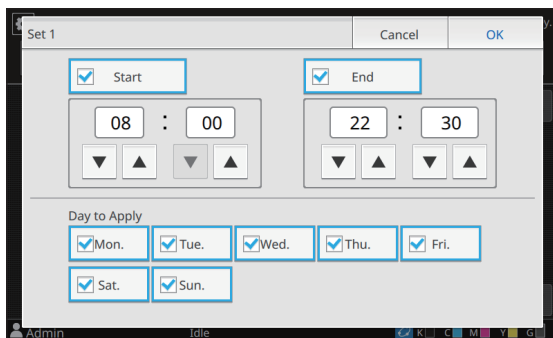 Set 1 Cancel OK
Start End
08 : 00 22 : 30
Day to Apply
Mon. Tue. Wed. Thu. Fri.
Sat. Sun.
Admin Idle K C M Y G